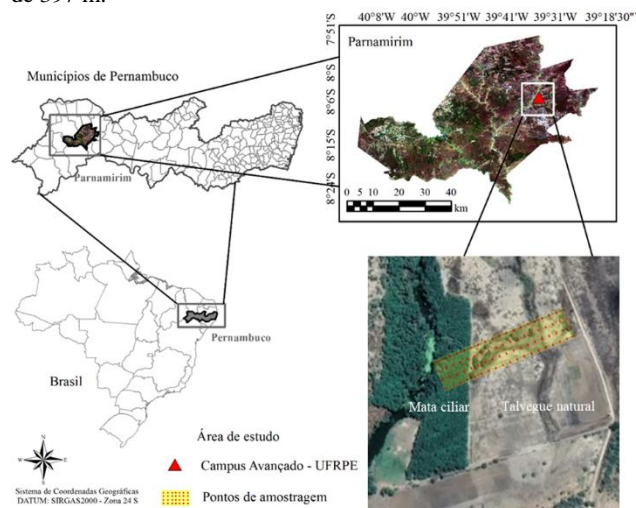 de 397 m.
40°8'W 40°W 39°51'W 39°41'W 39°31'W 39°18'30"W
7°51'S
8°S
8°6'S
8°15'S
8°24'S
Parnamirim
0 5 10 20 30 40
km
Municípios de Pernambuco
Parnamirim
Pernambuco
Brasil
Mata ciliar
Talvegue natural
N
W
E
S
Sistema de Coordenadas Geográficas
DATUM: SIRGAS2000 - Zona 24 S
Área de estudo
Campus Avançado - UFRPE
Pontos de amostragem